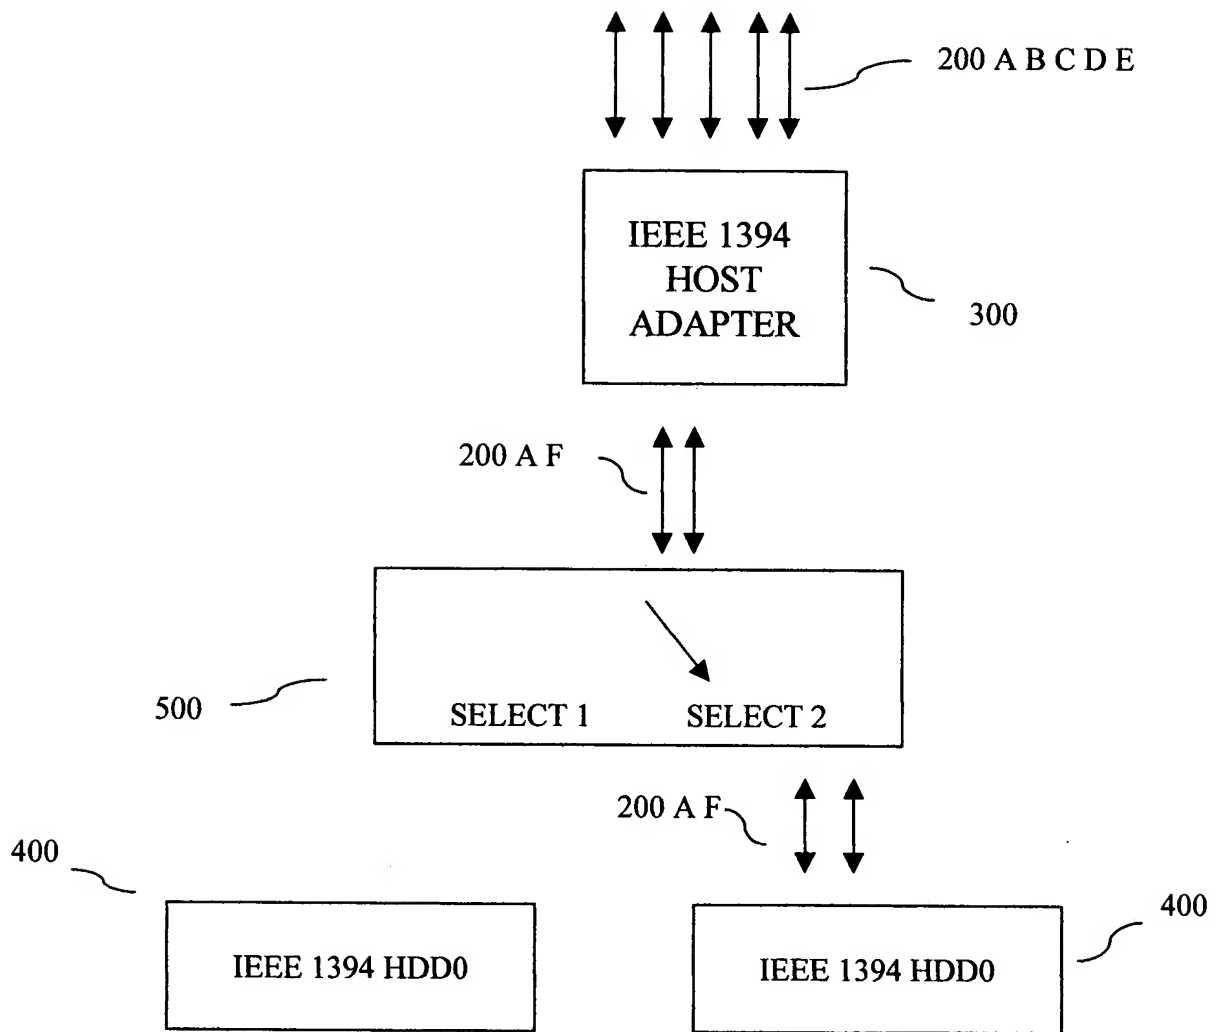 200 A B C D E
IEEE 1394
HOST
ADAPTER
300
200 A F
500
SELECT 1
SELECT 2
200 A F
400
400
IEEE 1394 HDD0
IEEE 1394 HDD0